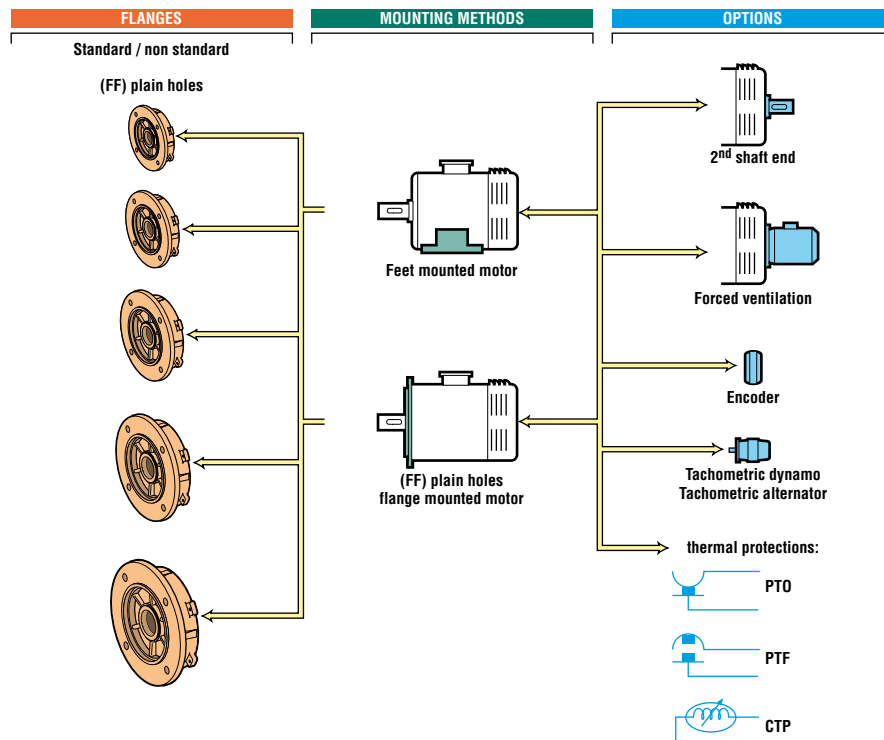 FLANGES
Standard / non standard
(FF) plain holes
MOUNTING METHODS
Feet mounted motor
(FF) plain holes
flange mounted motor
OPTIONS
2nd shaft end
Forced ventilation
Encoder
Tachometric dynamo
Tachometric alternator
thermal protections:
PTO
PTF
CTP